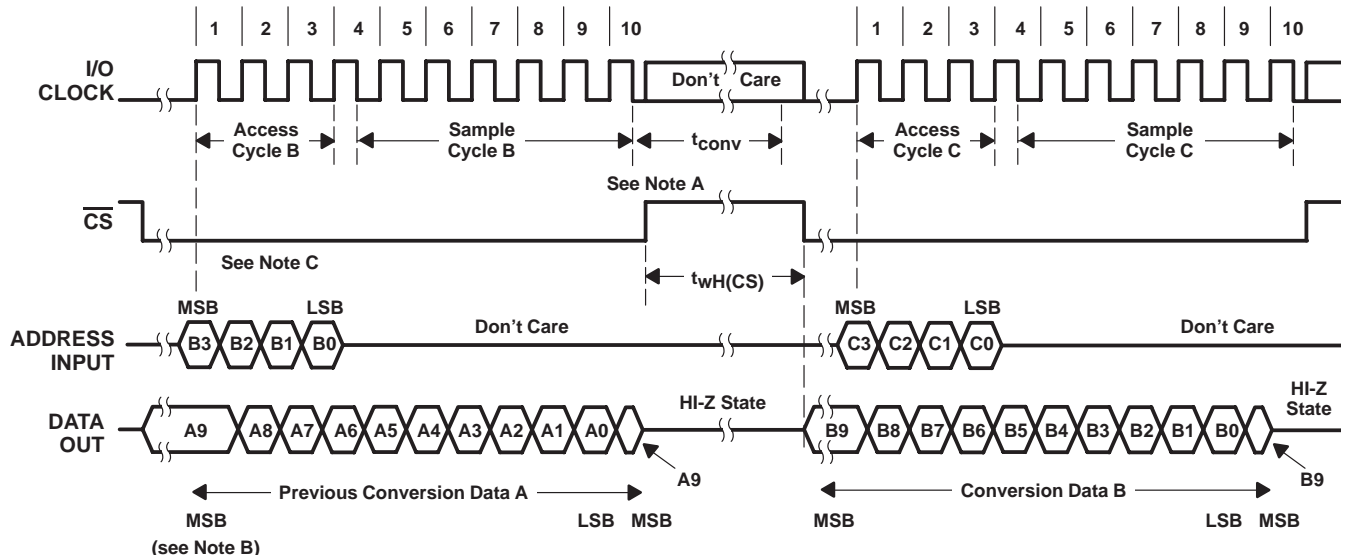 1 2 3 4 5 6 7 8 9 10 1 2 3 4 5 6 7 8 9 10
I/O
CLOCK
Don't Care
Access
Cycle B
Sample
Cycle B
tconv
Access
Cycle C
Sample
Cycle C
See Note A
CS
See Note C
twH(CS)
MSB LSB MSB LSB
ADDRESS
INPUT
B3 B2 B1 B0 Don't Care C3 C2 C1 C0 Don't Care
HI-Z State
HI-Z
State
DATA
OUT
A9 A8 A7 A6 A5 A4 A3 A2 A1 A0 B9 B8 B7 B6 B5 B4 B3 B2 B1 B0
A9 B9
Previous Conversion Data A Conversion Data B
MSB LSB MSB MSB LSB MSB
(see Note B)